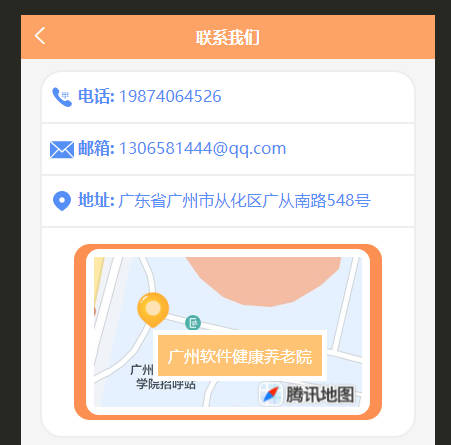 联系我们
电话: 19874064526
邮箱: 1306581444@qq.com
地址: 广东省广州市从化区广从南路548号
广州软件健康养老院
广州
学院招呼站
腾讯地图